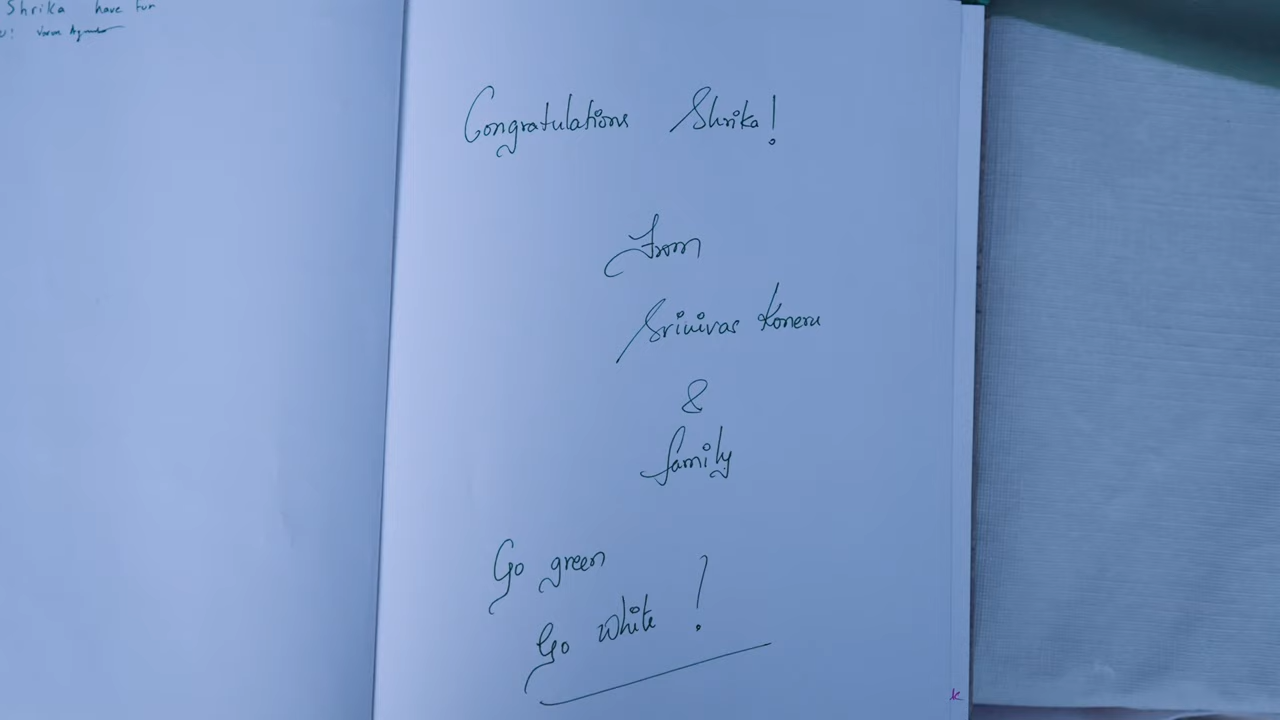 Shrika have fun
Congratulations Shrika!
From
Srinivas Koneru
&
family
Go green
Go white!
k